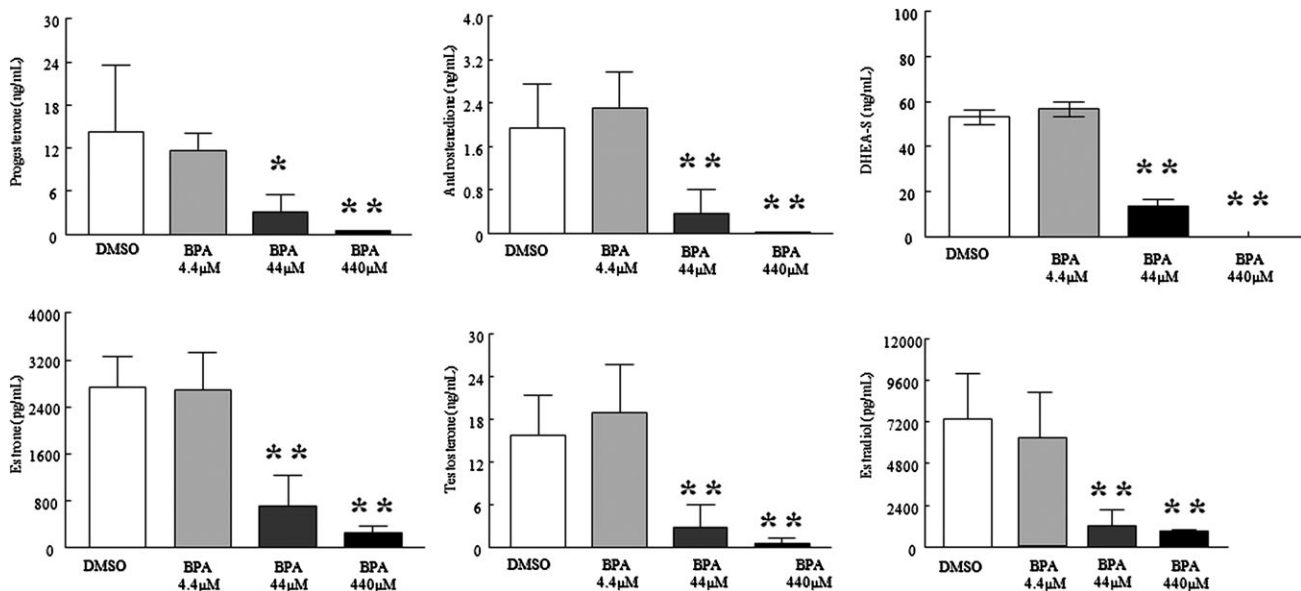 Progesterone (ng/mL)
30
24
18
12
6
0
*
* *
DMSO
BPA
4.4μM
BPA
44μM
BPA
440μM
Androstenedione (ng/mL)
4.0
3.2
2.4
1.6
0.8
0
* *
* *
DMSO
BPA
4.4μM
BPA
44μM
BPA
440μM
DHEA-S (ng/mL)
100
80
60
40
20
0
* *
* *
DMSO
BPA
4.4μM
BPA
44μM
BPA
440μM
Estrone (pg/mL)
4000
3200
2400
1600
800
0
* *
* *
DMSO
BPA
4.4μM
BPA
44μM
BPA
440μM
Testosterone (ng/mL)
30
24
18
12
6
0
* *
* *
DMSO
BPA
4.4μM
BPA
44μM
BPA
440μM
Estradiol (pg/mL)
12000
9600
7200
4800
2400
0
* *
* *
DMSO
BPA
4.4μM
BPA
44μM
BPA
440μM